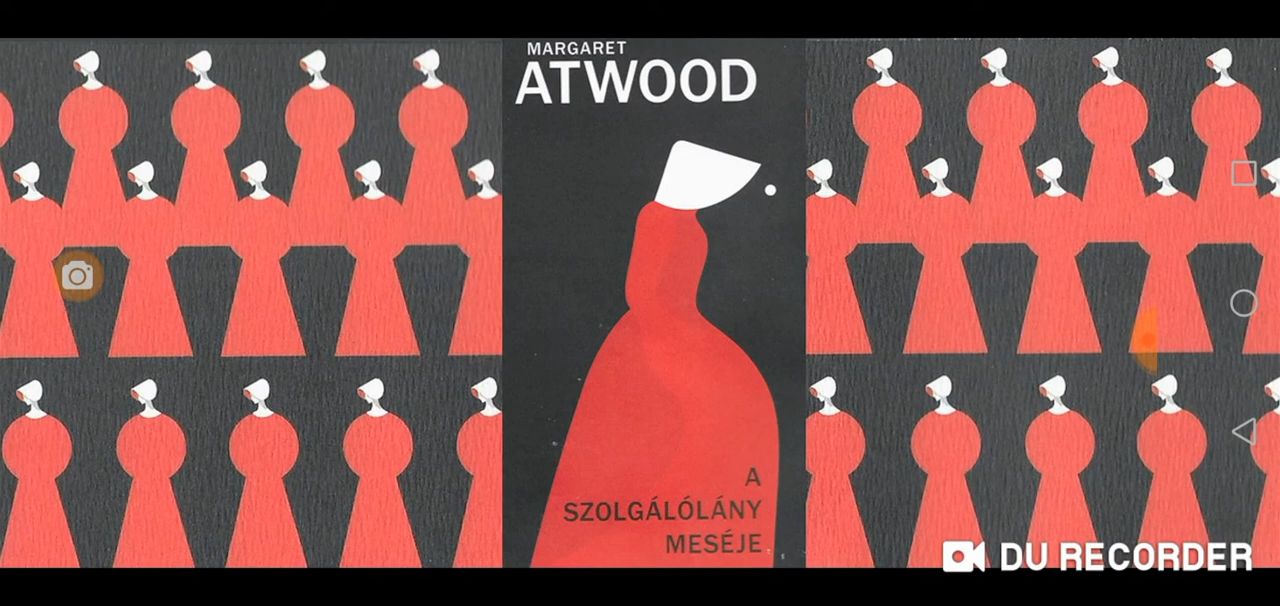 MARGARET
ATWOOD
A
SZOLGÁLÓLÁNY
MESÉJE
DU RECORDER